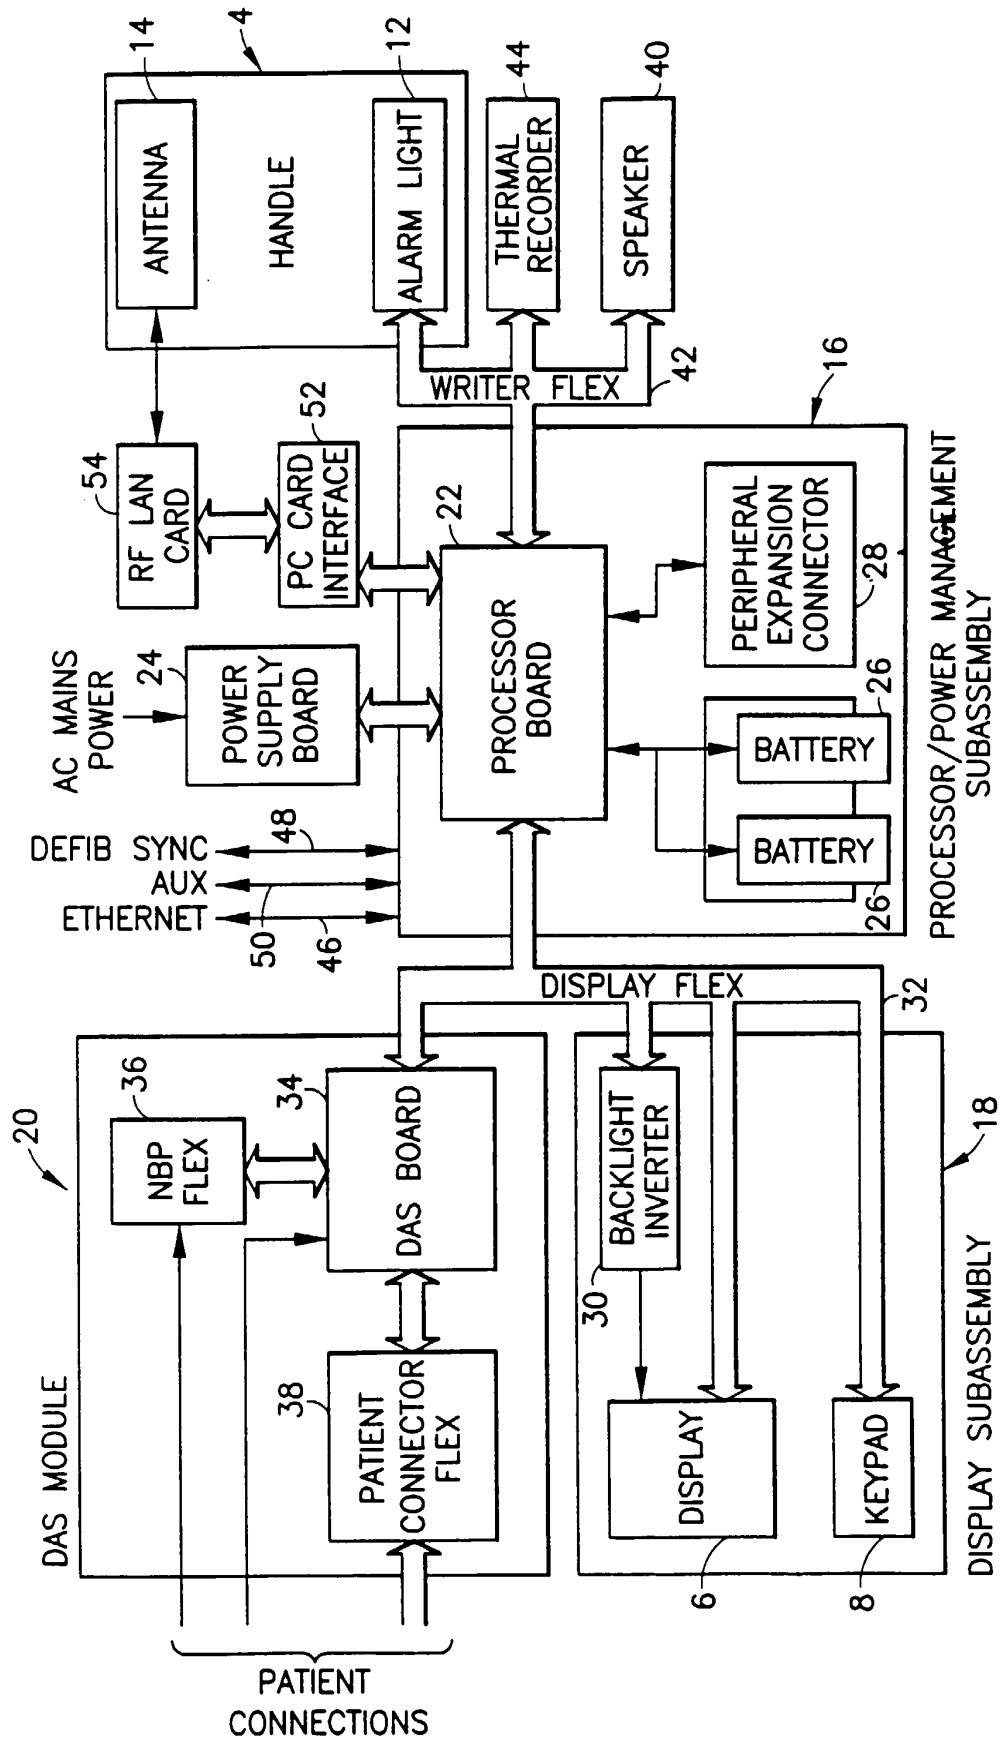 20
DAS MODULE
36
NBP
FLEX
34
DAS BOARD
38
PATIENT
CONNECTOR
FLEX
PATIENT
CONNECTIONS
DEFIB SYNC
AUX
ETHERNET
48
50
46
AC MAINS
POWER
24
POWER
SUPPLY
BOARD
54
RF LAN
CARD
52
PC CARD
INTERFACE
14
4
ANTENNA
HANDLE
12
ALARM LIGHT
44
THERMAL
RECORDER
40
SPEAKER
WRITER FLEX
42
16
22
PROCESSOR
BOARD
PERIPHERAL
EXPANSION
CONNECTOR
28
26
BATTERY
BATTERY
26
PROCESSOR/POWER MANAGEMENT
SUBASSEMBLY
DISPLAY FLEX
32
30
BACKLIGHT
INVERTER
18
DISPLAY
6
KEYPAD
8
DISPLAY SUBASSEMBLY